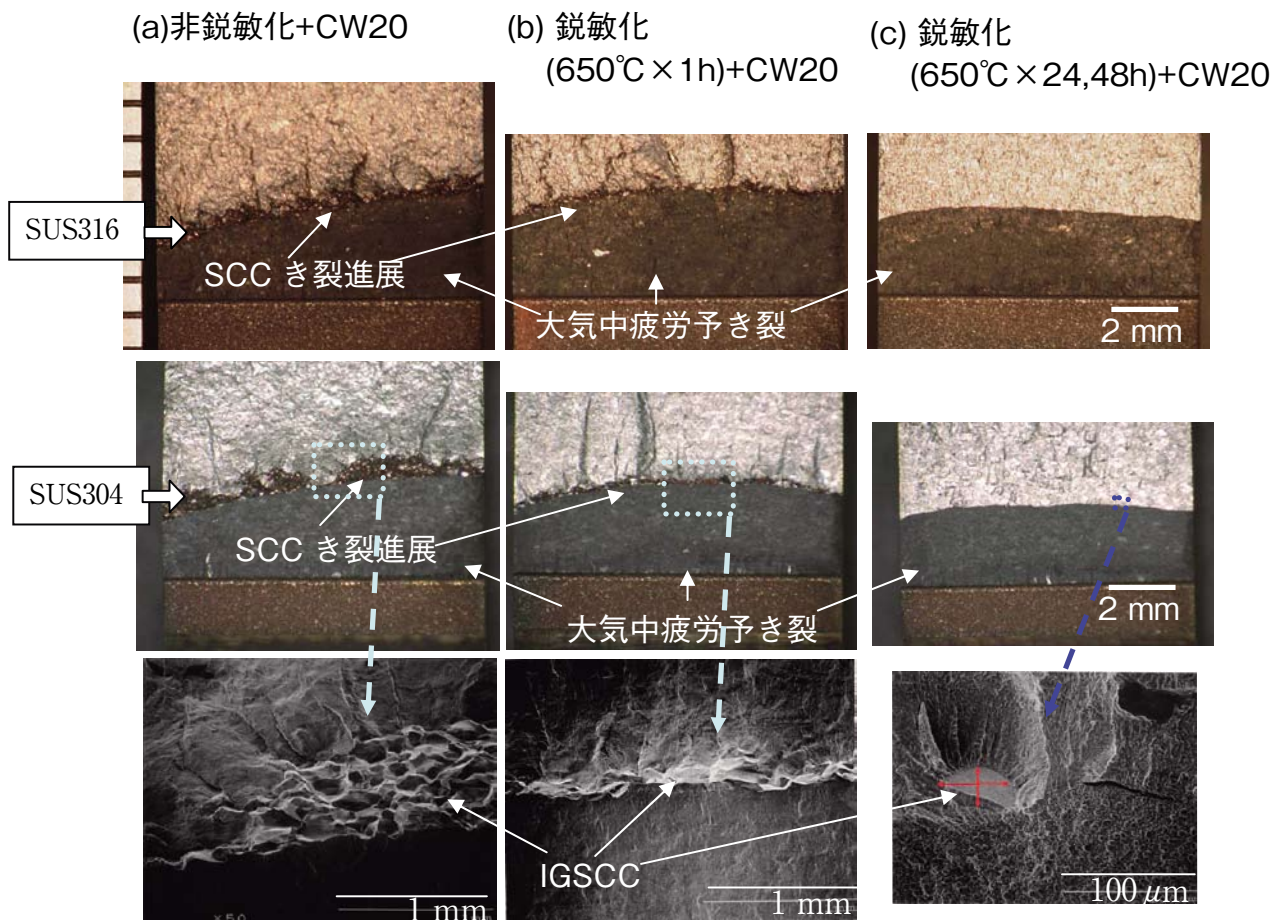 (a)非鋭敏化+CW20
(b) 鋭敏化
(650℃×1h)+CW20
(c) 鋭敏化
(650℃×24,48h)+CW20
SUS316
SCC き裂進展
大気中疲労予き裂
2 mm
SUS304
SCC き裂進展
大気中疲労予き裂
2 mm
IGSCC
X50
1 mm
1 mm
100 μm